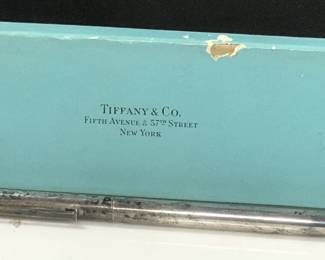 TIFFANY & CO.
FIFTH AVENUE & 57TH STREET
NEW YORK